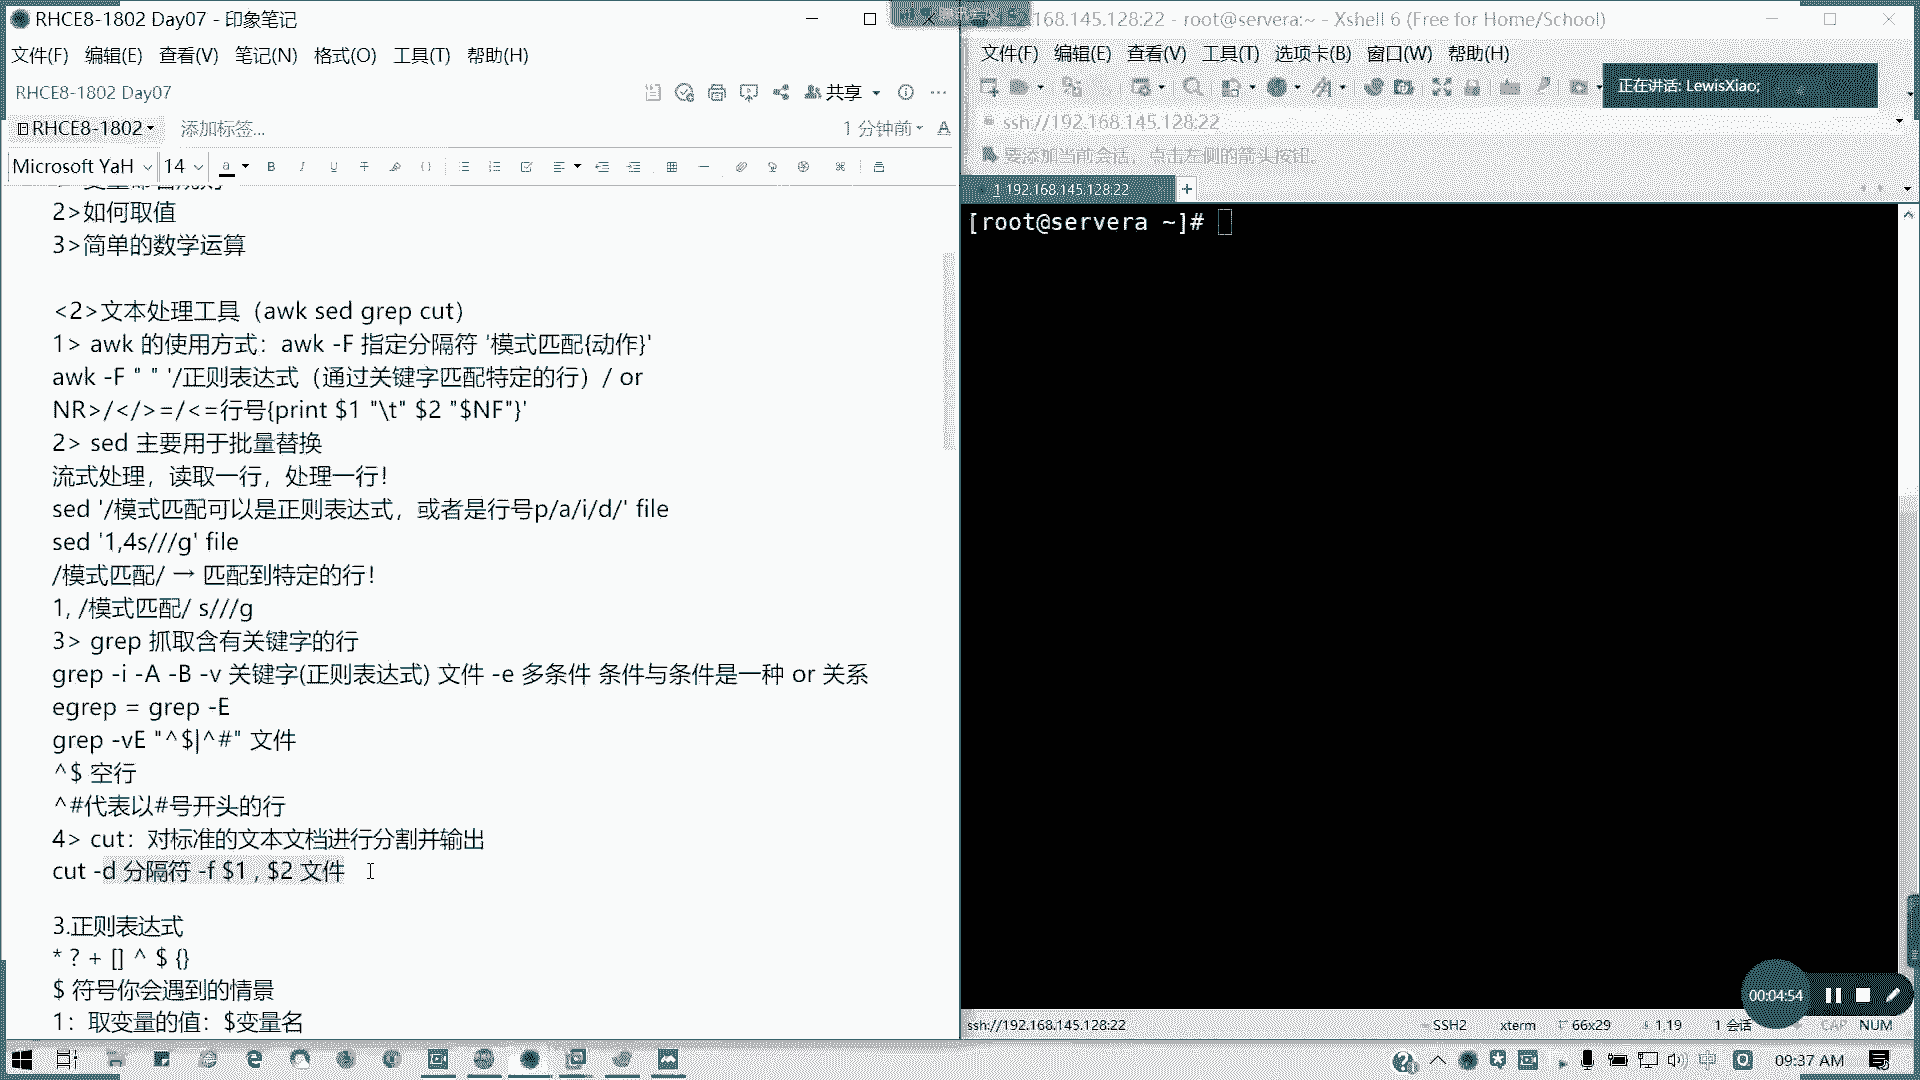 RHCE8-1802 Day07 - 印象笔记
文件(F) 编辑(E) 查看(V) 笔记(N) 格式(O) 工具(T) 帮助(H)
RHCE8-1802 Day07
共享
RHCE8-1802
添加标签...
1 分钟前
Microsoft YaH 14
2>如何取值
3>简单的数学运算
<2>文本处理工具（awk sed grep cut）
1> awk 的使用方式：awk -F 指定分隔符 '模式匹配{动作}'
awk -F " " '/正则表达式（通过关键字匹配特定的行）/ or
NR>/</>=/<=行号{print $1 "\t" $2 "$NF"}'
2> sed 主要用于批量替换
流式处理，读取一行，处理一行！
sed '/模式匹配可以是正则表达式，或者是行号p/a/i/d/' file
sed '1,4s///g' file
/模式匹配/ → 匹配到特定的行！
1, /模式匹配/ s///g
3> grep 抓取含有关键字的行
grep -i -A -B -v 关键字(正则表达式) 文件 -e 多条件 条件与条件是一种 or 关系
egrep = grep -E
grep -vE "^$|^#" 文件
^$ 空行
^#代表以#号开头的行
4> cut：对标准的文本文档进行分割并输出
cut -d 分隔符 -f $1 , $2 文件
3.正则表达式
* ? + [] ^ $ {}
$ 符号你会遇到的情景
1：取变量的值：$变量名
168.145.128:22 - root@servera:~ - Xshell 6 (Free for Home/School)
文件(F) 编辑(E) 查看(V) 工具(T) 选项卡(B) 窗口(W) 帮助(H)
正在讲话: LewisXiao;
ssh://192.168.145.128:22
要添加当前会话，点击左侧的箭头按钮。
1 192.168.145.128:22
[root@servera ~]#
00:04:54
ssh://192.168.145.128:22
SSH2
xterm
66x29
1,19
1 会话
CAP NUM
中
09:37 AM